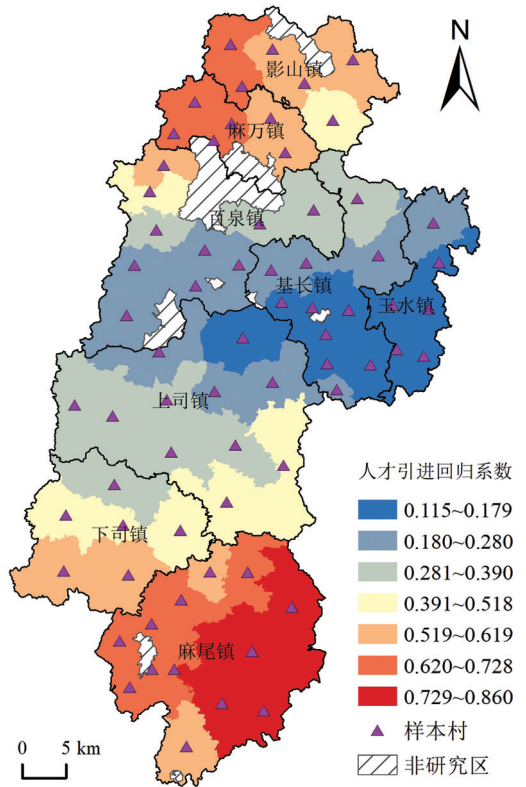 N
影山镇
麻万镇
百泉镇
基长镇
玉水镇
上司镇
下司镇
麻尾镇
人才引进回归系数
0.115~0.179
0.180~0.280
0.281~0.390
0.391~0.518
0.519~0.619
0.620~0.728
0.729~0.860
样本村
非研究区
0 5 km